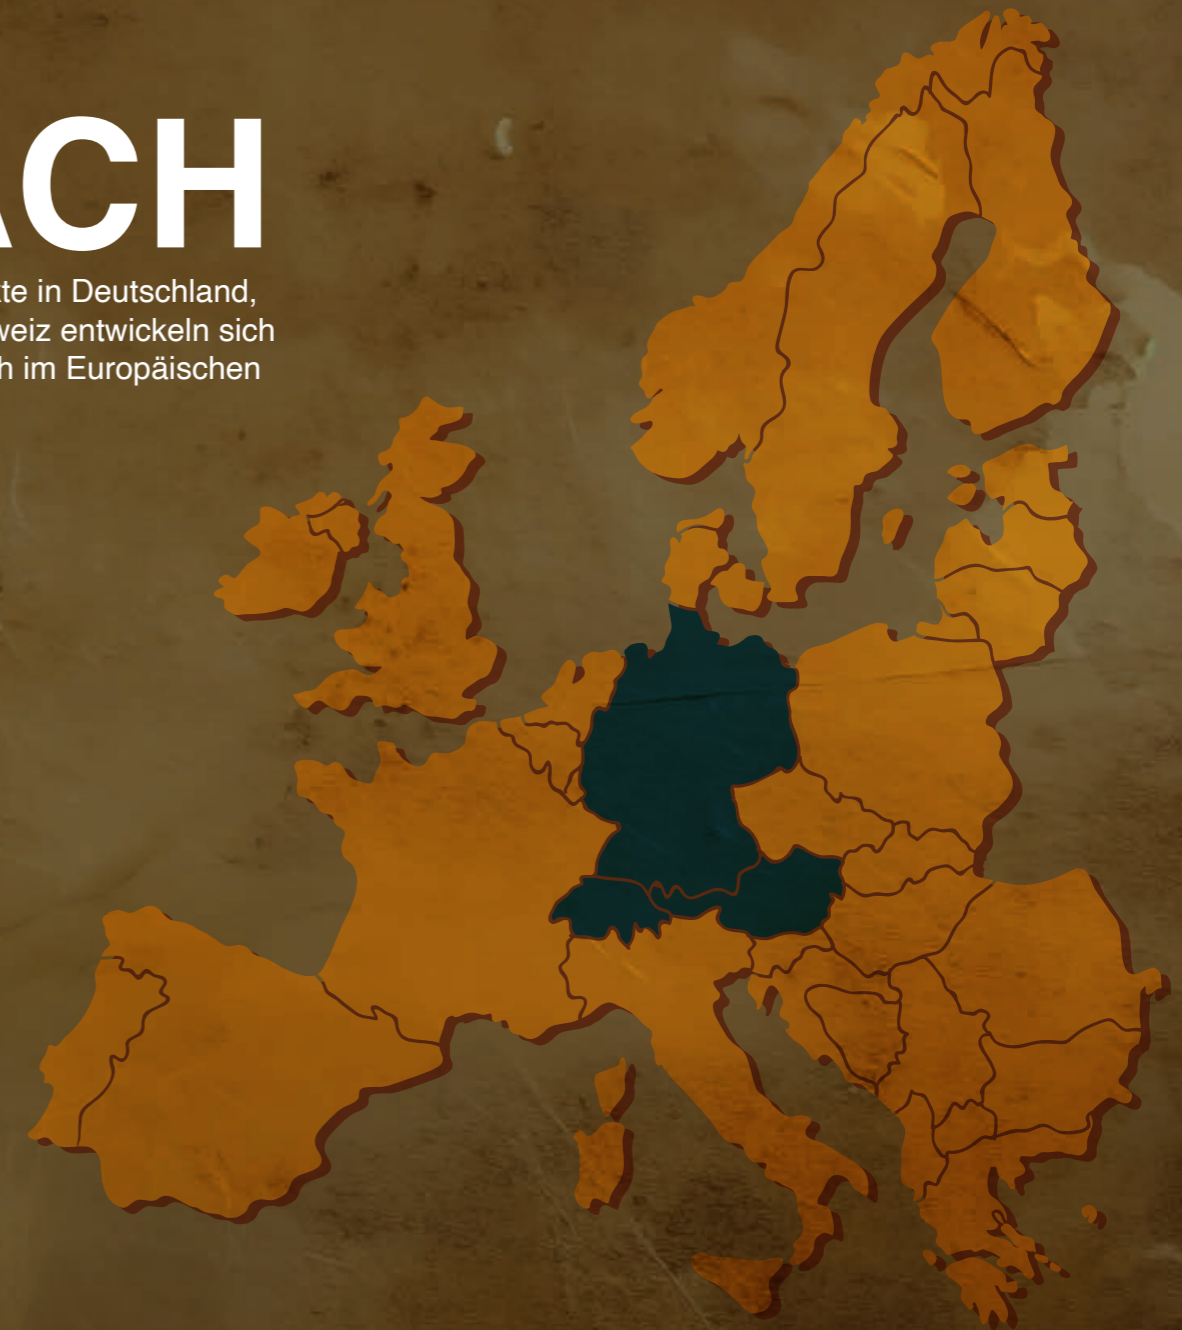 ACH
te in Deutschland,
weiz entwickeln sich
h im Europäischen